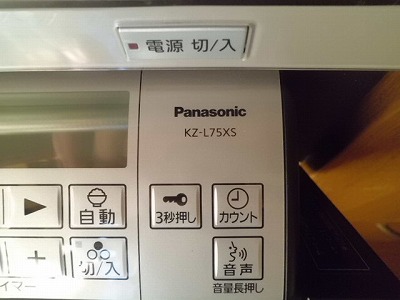 電源 切/入
Panasonic
KZ-L75XS
自動
3秒押し
カウント
+
切/入
音声
イマー
音量長押し